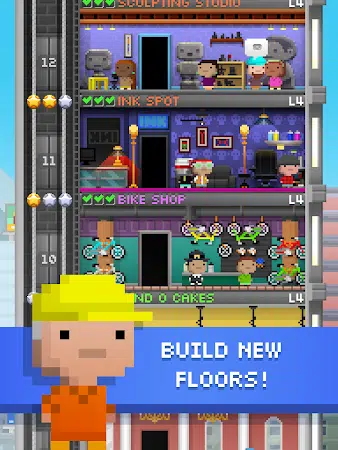 SCULPTING STUDIO L4
12
INK SPOT L4
INK
INK
11
BIKE SHOP L4
10
ND O CAKES L4
BUILD NEW
FLOORS!